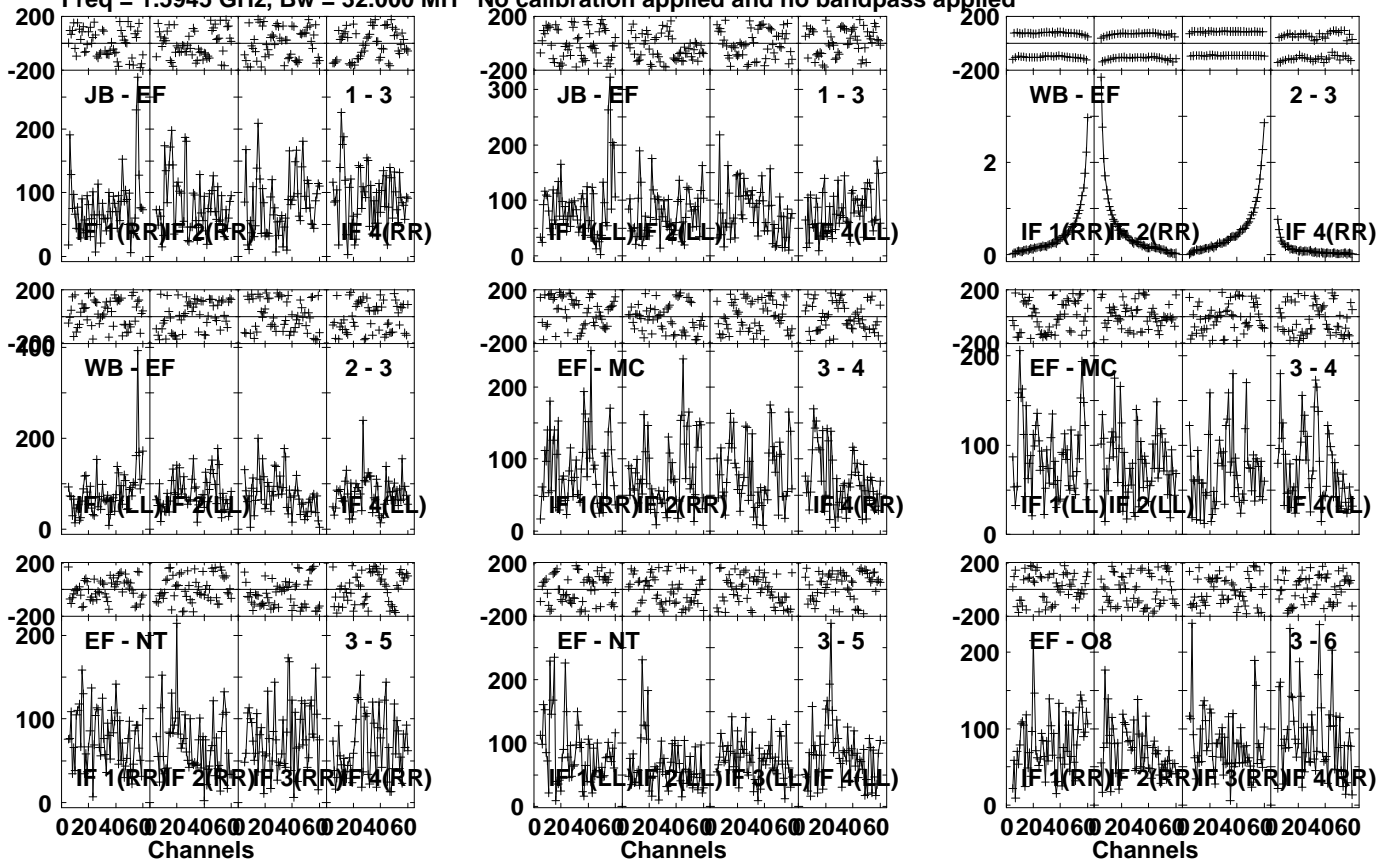 Freq = 1.5945 GHz, Bw = 32.000 MH No calibration applied and no bandpass applied
200
-200
JB - EF 1 - 3
200
100
0
IF 1(RR) IF 2(RR) IF 4(RR)
200
-200
JB - EF 1 - 3
300
200
100
0
IF 1(LL) IF 2(LL) IF 4(LL)
200
-200
WB - EF 2 - 3
2
0
IF 1(RR) IF 2(RR) IF 4(RR)
200
-200
WB - EF 2 - 3
400
200
0
IF 1(LL) IF 2(LL) IF 4(LL)
200
-200
EF - MC 3 - 4
200
100
0
IF 1(RR) IF 2(RR) IF 4(RR)
200
-200
EF - MC 3 - 4
200
100
0
IF 1(LL) IF 2(LL) IF 4(LL)
200
-200
EF - NT 3 - 5
200
100
0
IF 1(RR) IF 2(RR) IF 3(RR) IF 4(RR)
0 20 40 60 0 20 40 60 0 20 40 60 0 20 40 60
Channels
200
-200
EF - NT 3 - 5
200
100
0
IF 1(LL) IF 2(LL) IF 3(LL) IF 4(LL)
0 20 40 60 0 20 40 60 0 20 40 60 0 20 40 60
Channels
200
-200
EF - O8 3 - 6
200
100
0
IF 1(RR) IF 2(RR) IF 3(RR) IF 4(RR)
0 20 40 60 0 20 40 60 0 20 40 60 0 20 40 60
Channels